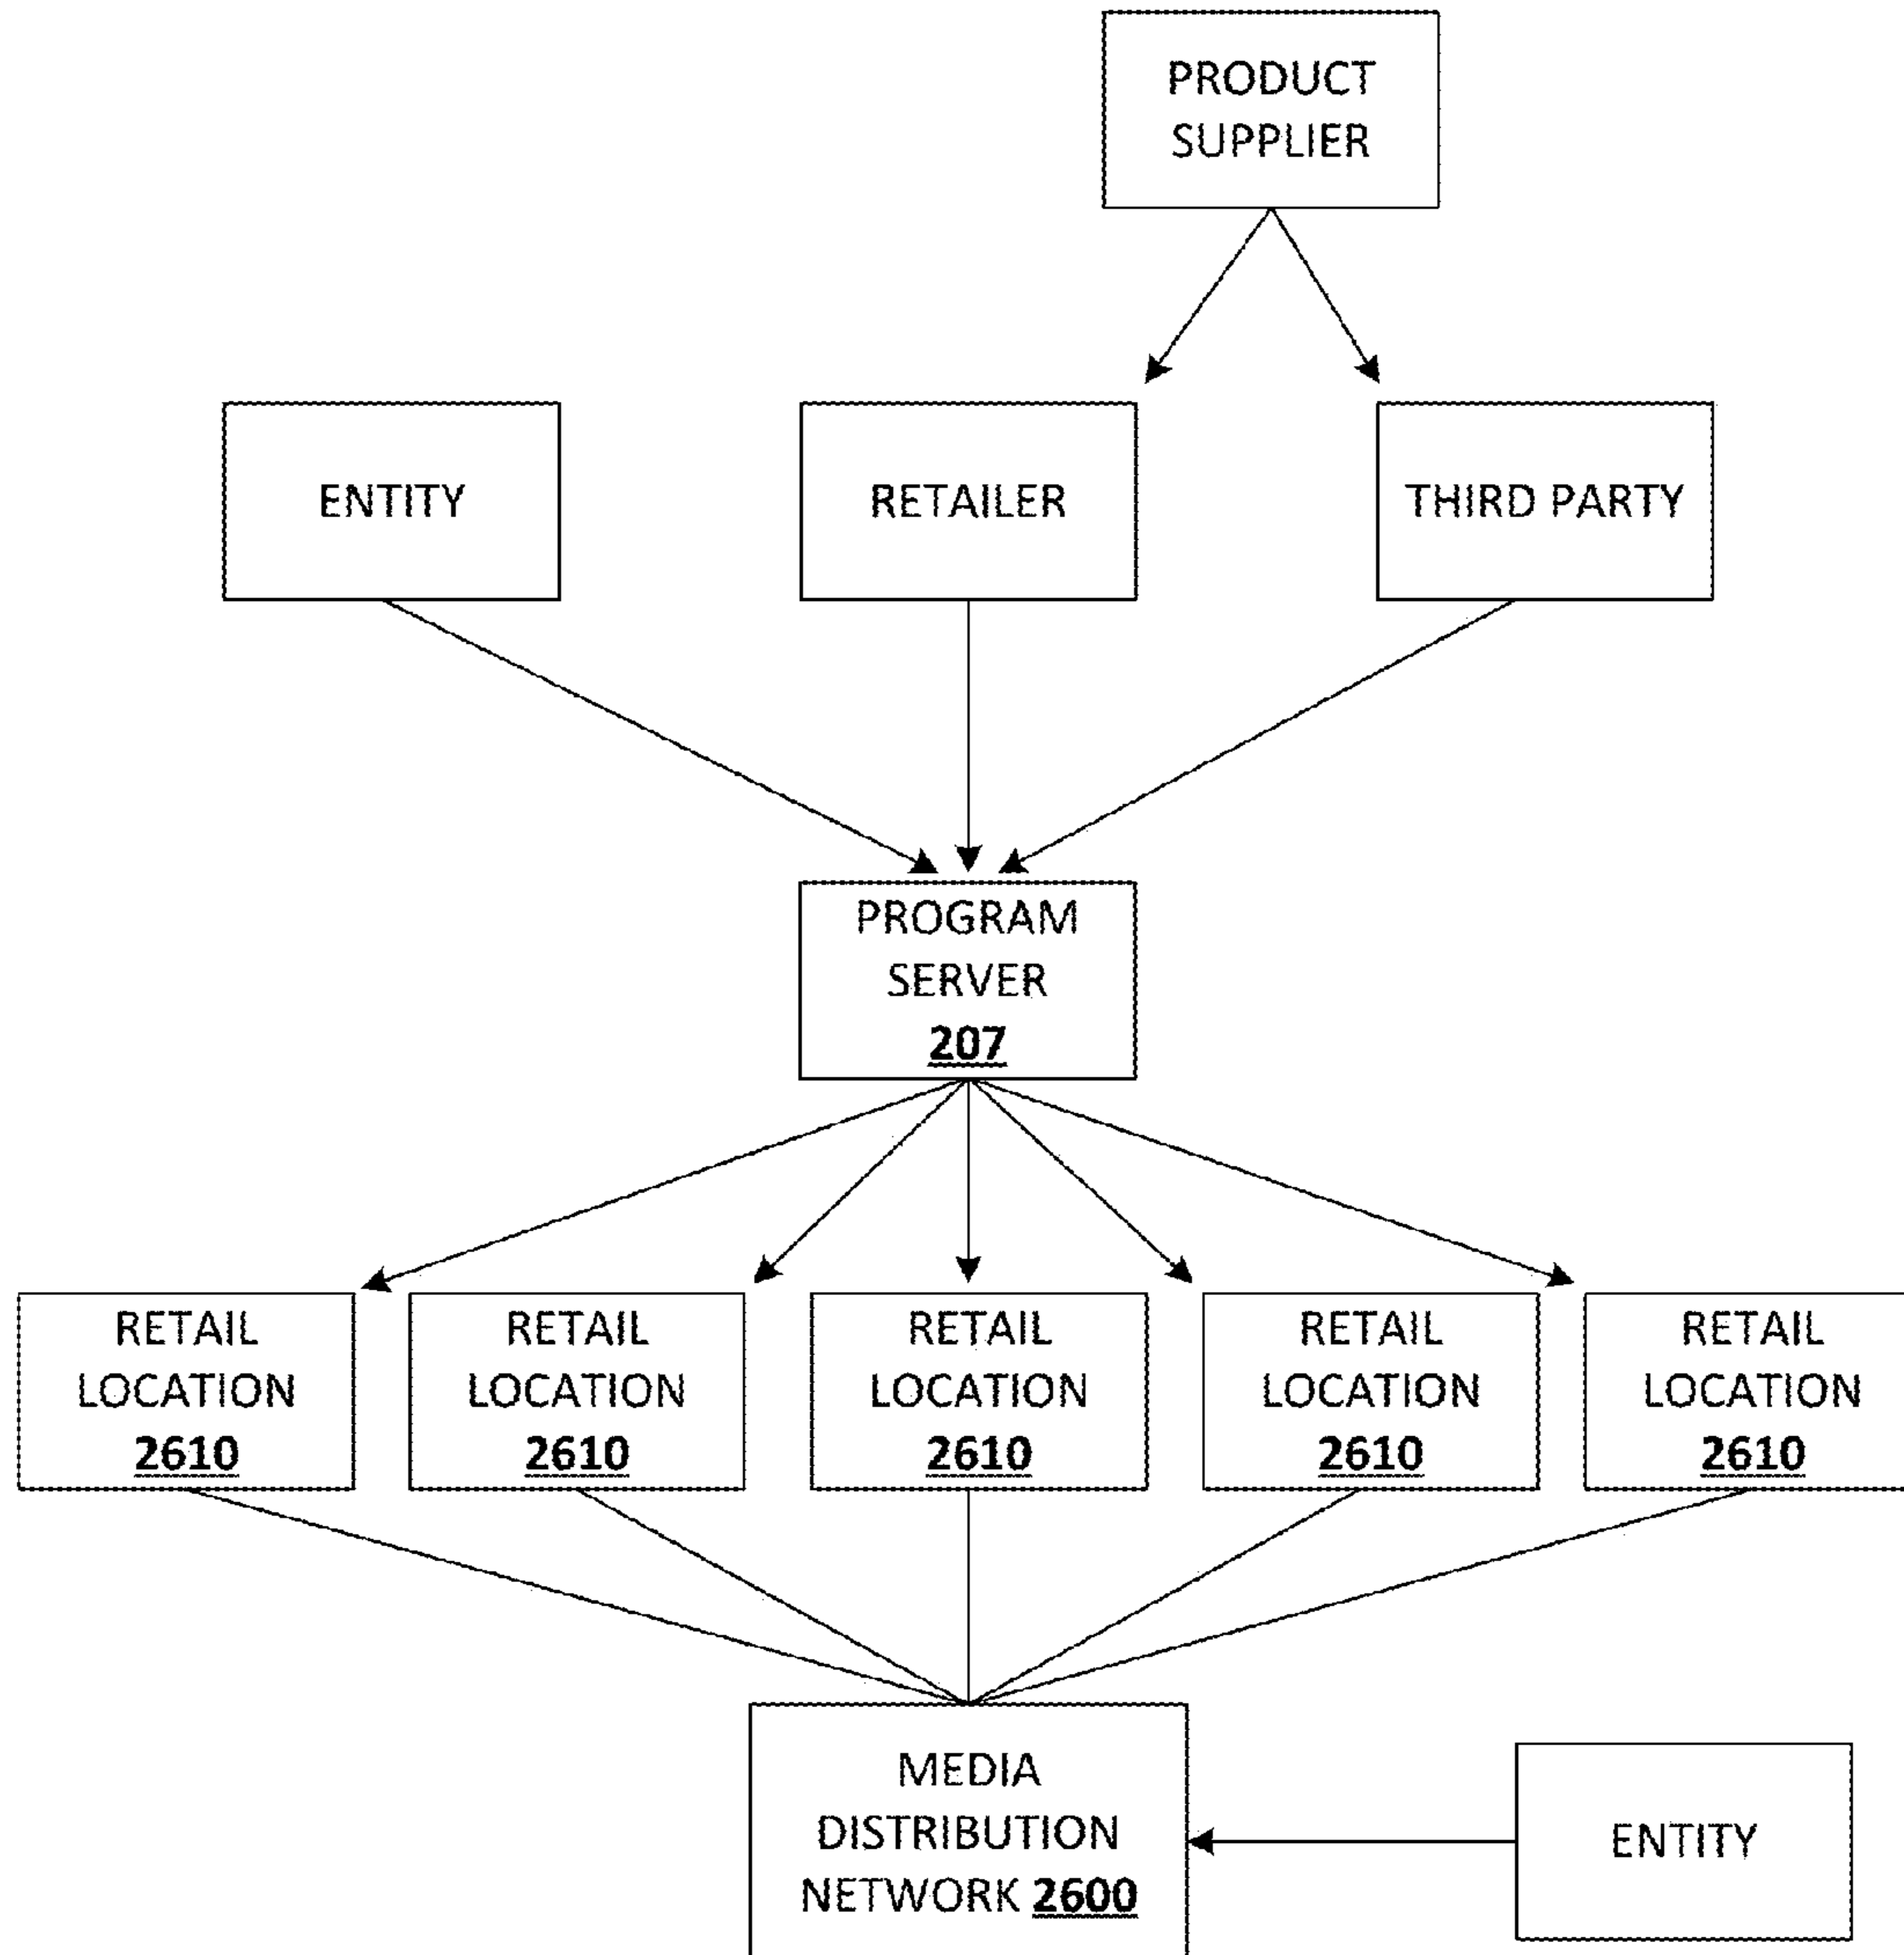 PRODUCT
SUPPLIER
ENTITY
RETAILER
THIRD PARTY
PROGRAM
SERVER
207
RETAIL
LOCATION
2610
RETAIL
LOCATION
2610
RETAIL
LOCATION
2610
RETAIL
LOCATION
2610
RETAIL
LOCATION
2610
MEDIA
DISTRIBUTION
NETWORK 2600
ENTITY